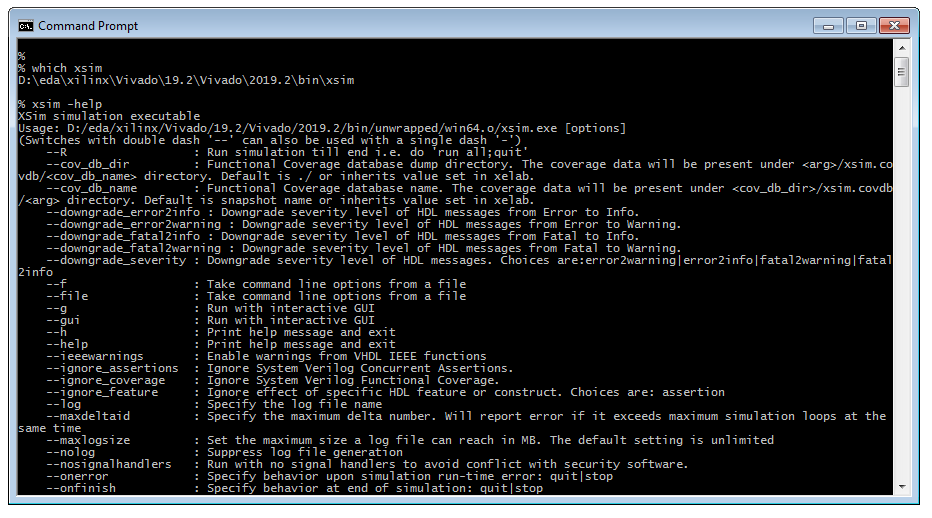 Command Prompt
%
% which xsim
D:\eda\xilinx\Vivado\19.2\Vivado\2019.2\bin\xsim
% xsim -help
XSim simulation executable
Usage: D:/eda/xilinx/Vivado/19.2/Vivado/2019.2/bin/unwrapped/win64.o/xsim.exe [options]
(Switches with double dash '--' can also be used with a single dash '-')
--R : Run simulation till end i.e. do 'run all;quit'
--cov_db_dir : Functional Coverage database dump directory. The coverage data will be present under <arg>/xsim.co
vdb/<cov_db_name> directory. Default is ./ or inherits value set in xelab.
--cov_db_name : Functional Coverage database name. The coverage data will be present under <cov_db_dir>/xsim.covdb
/<arg> directory. Default is snapshot name or inherits value set in xelab.
--downgrade_error2info : Downgrade severity level of HDL messages from Error to Info.
--downgrade_error2warning : Downgrade severity level of HDL messages from Error to Warning.
--downgrade_fatal2info : Downgrade severity level of HDL messages from Fatal to Info.
--downgrade_fatal2warning : Downgrade severity level of HDL messages from Fatal to Warning.
--downgrade_severity : Downgrade severity level of HDL messages. Choices are:error2warning|error2info|fatal2warning|fatal
2info
--f : Take command line options from a file
--file : Take command line options from a file
--g : Run with interactive GUI
--gui : Run with interactive GUI
--h : Print help message and exit
--help : Print help message and exit
--ieeewarnings : Enable warnings from VHDL IEEE functions
--ignore_assertions : Ignore System Verilog Concurrent Assertions.
--ignore_coverage : Ignore System Verilog Functional Coverage.
--ignore_feature : Ignore effect of specific HDL feature or construct. Choices are: assertion
--log : Specify the log file name
--maxdeltaid : Specify the maximum delta number. Will report error if it exceeds maximum simulation loops at the
same time
--maxlogsize : Set the maximum size a log file can reach in MB. The default setting is unlimited
--nolog : Suppress log file generation
--nosignalhandlers : Run with no signal handlers to avoid conflict with security software.
--onerror : Specify behavior upon simulation run-time error: quit|stop
--onfinish : Specify behavior at end of simulation: quit|stop